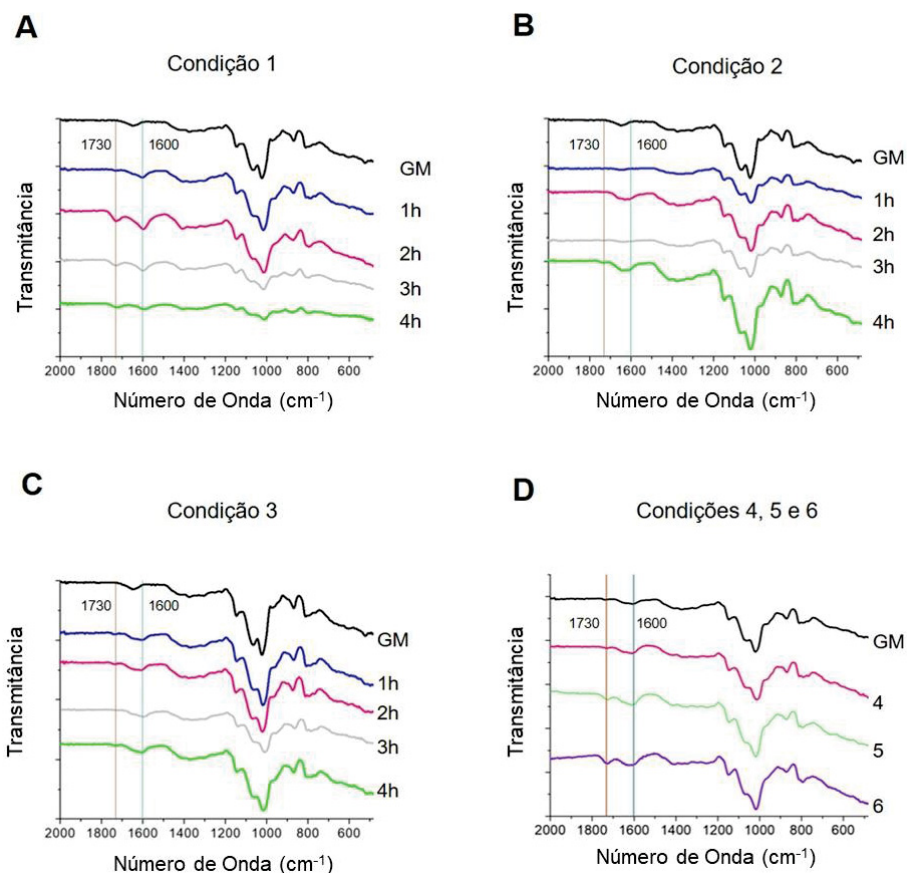 A
Condição 1
1730
1600
GM
1h
2h
3h
4h
Transmitância
2000 1800 1600 1400 1200 1000 800 600
Número de Onda (cm⁻¹)
B
Condição 2
1730
1600
GM
1h
2h
3h
4h
Transmitância
2000 1800 1600 1400 1200 1000 800 600
Número de Onda (cm⁻¹)
C
Condição 3
1730
1600
GM
1h
2h
3h
4h
Transmitância
2000 1800 1600 1400 1200 1000 800 600
Número de Onda (cm⁻¹)
D
Condições 4, 5 e 6
1730
1600
GM
4
5
6
Transmitância
2000 1800 1600 1400 1200 1000 800 600
Número de Onda (cm⁻¹)